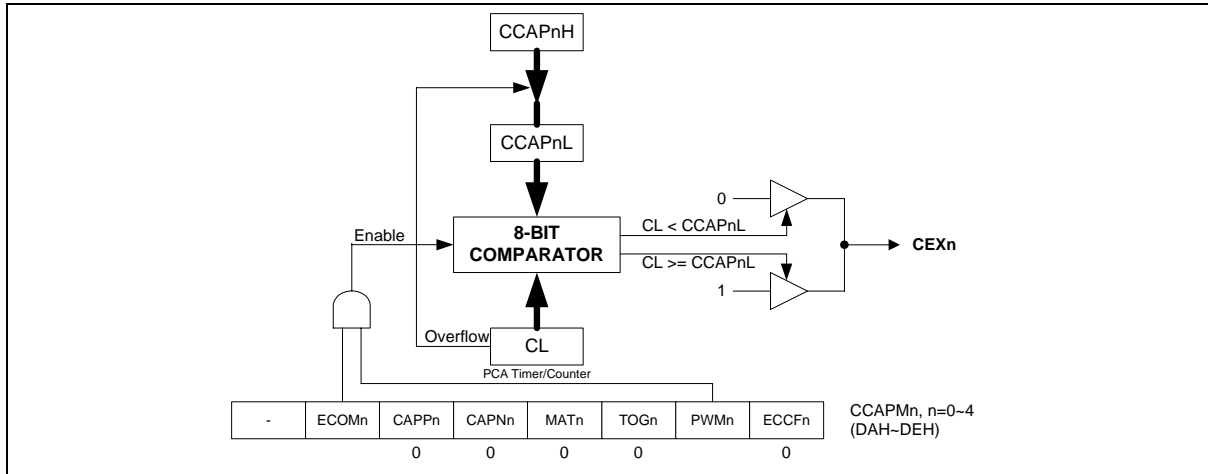 CCAPnH
CCAPnL
0
CL < CCAPnL
8-BIT
COMPARATOR
Enable
CEXn
CL >= CCAPnL
1
Overflow
CL
PCA Timer/Counter
- ECOMn CAPPn CAPNn MATn TOGn PWMn ECCFn
CCAPMn, n=0~4
(DAH~DEH)
0 0 0 0 0